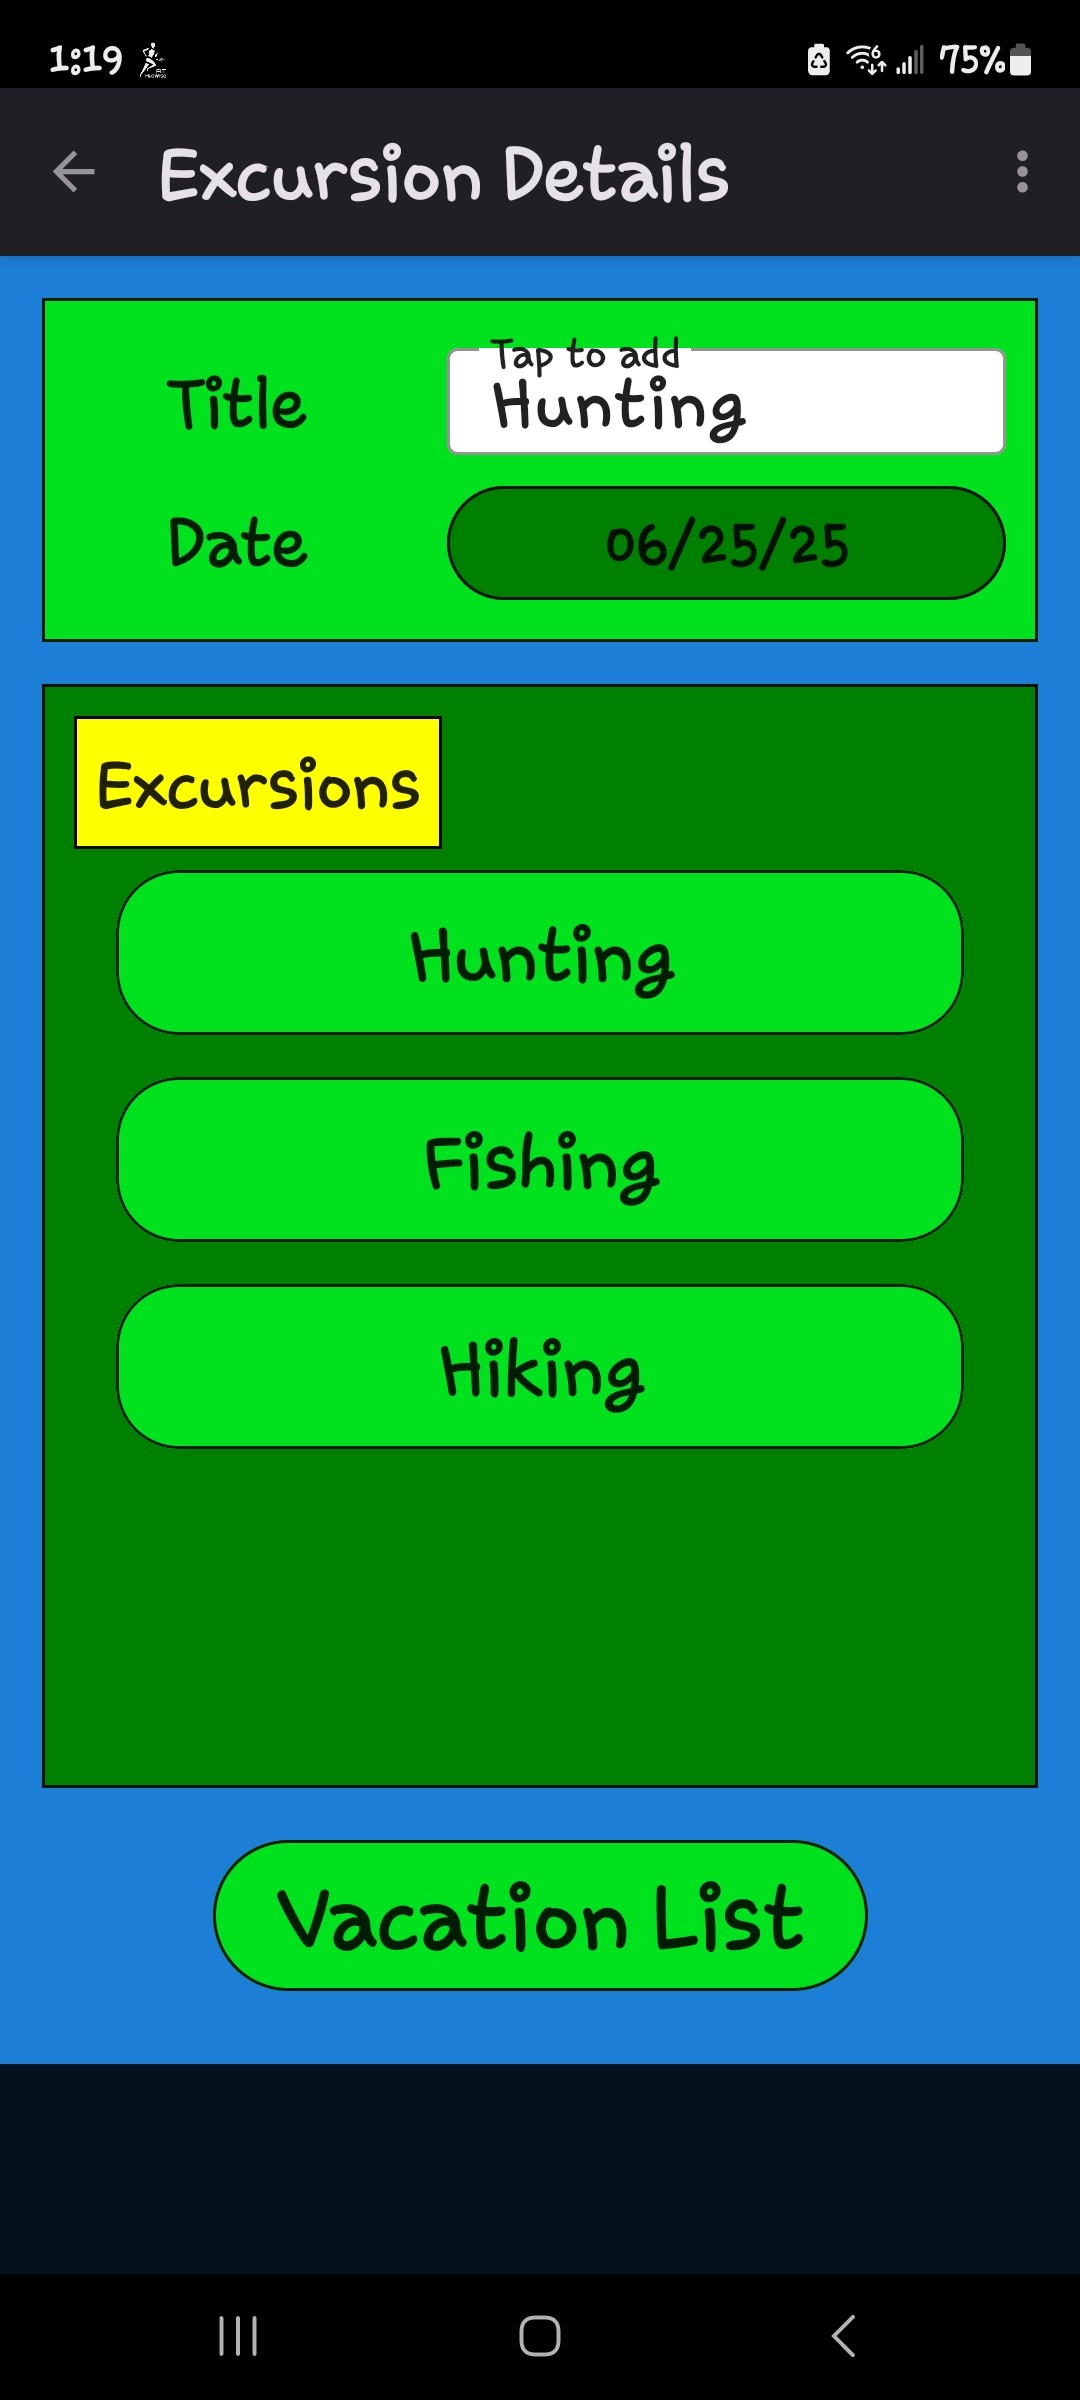 1:19 6 75%
Excursion Details
Tap to add
Title Hunting
Date 06/25/25
Excursions
Hunting
Fishing
Hiking
Vacation List